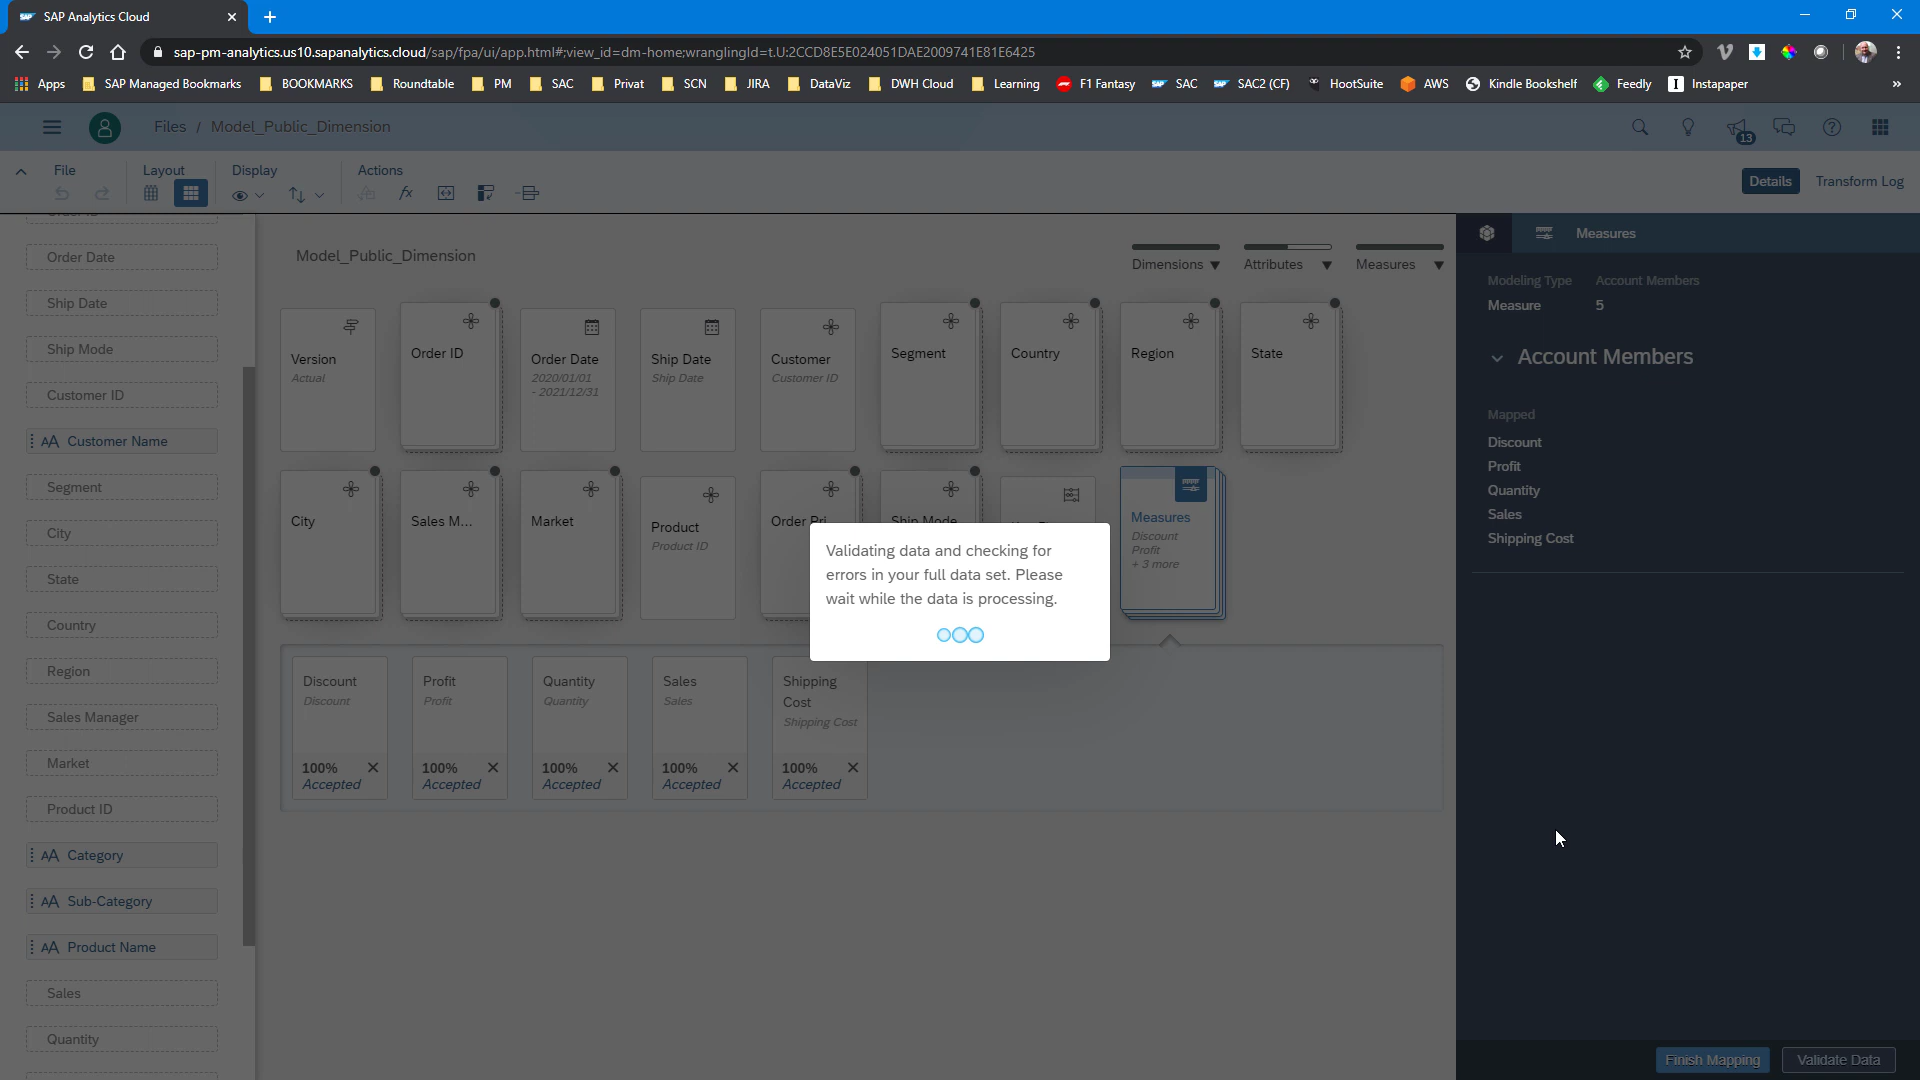 SAP Analytics Cloud
sap-pm-analytics.us10.sapanalytics.cloud/sap/fpa/ui/app.html#;view_id=dm-home;wranglingId=t.U:2CCD8E5E024051DAE2009741E81E6425
Apps SAP Managed Bookmarks BOOKMARKS Roundtable PM SAC Privat SCN JIRA DataViz DWH Cloud Learning F1 Fantasy SAC SAC2 (CF) HootSuite AWS Kindle Bookshelf Feedly Instapaper »
Files / Model_Public_Dimension
13
File Layout Display Actions
Details Transform Log
Order Date
Ship Date
Ship Mode
Customer ID
AA Customer Name
Segment
City
State
Country
Region
Sales Manager
Market
Product ID
AA Category
AA Sub-Category
AA Product Name
Sales
Quantity
Model_Public_Dimension
Dimensions Attributes Measures
Version
Actual
Order ID
Order Date
2020/01/01
- 2021/12/31
Ship Date
Ship Date
Customer
Customer ID
Segment
Country
Region
State
City
Sales M...
Market
Product
Product ID
Order Pri...
Ship Mode
Measures
Discount
Profit
+ 3 more
Validating data and checking for
errors in your full data set. Please
wait while the data is processing.
Discount
Discount
100%
Accepted
Profit
Profit
100%
Accepted
Quantity
Quantity
100%
Accepted
Sales
Sales
100%
Accepted
Shipping
Cost
Shipping Cost
100%
Accepted
Measures
Modeling Type Account Members
Measure 5
Account Members
Mapped
Discount
Profit
Quantity
Sales
Shipping Cost
Finish Mapping Validate Data